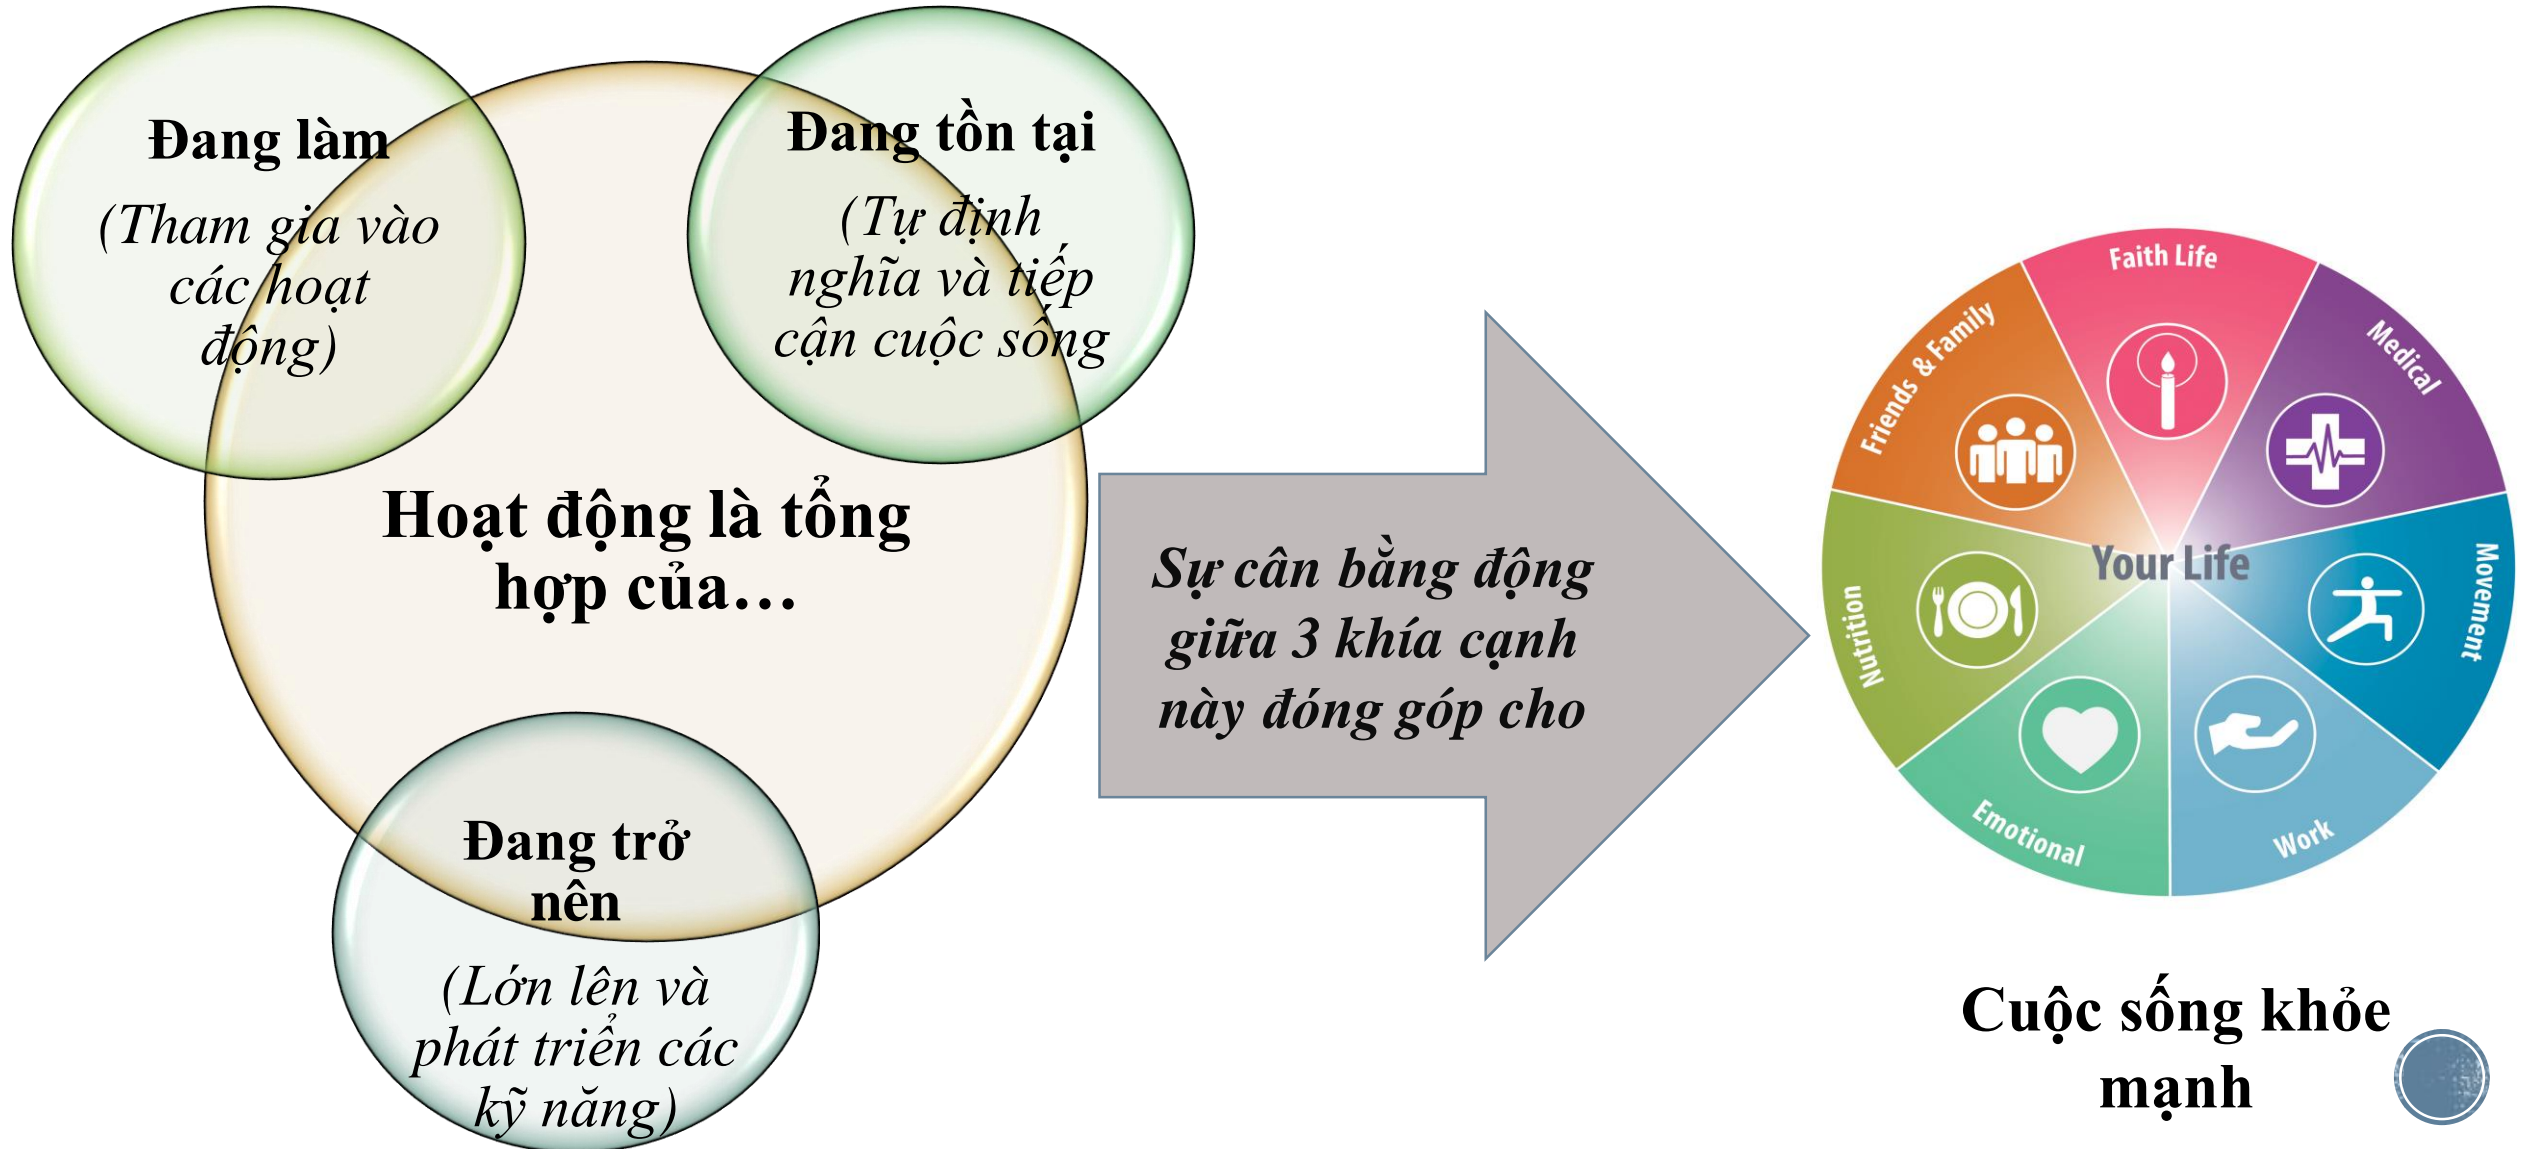 Đang làm
(Tham gia vào
các hoạt
động)
Đang tồn tại
(Tự định
nghĩa và tiếp
cận cuộc sống
Hoạt động là tổng
hợp của…
Đang trở
nên
(Lớn lên và
phát triển các
kỹ năng)
Sự cân bằng động
giữa 3 khía cạnh
này đóng góp cho
Faith Life
Medical
Movement
Work
Emotional
Nutrition
Friends & Family
Your Life
Cuộc sống khỏe
mạnh